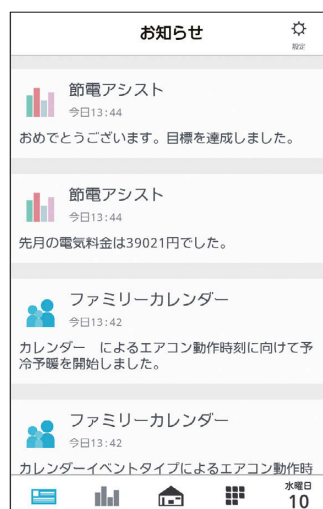 お知らせ
設定
節電アシスト
今日13:44
おめでとうございます。目標を達成しました。
節電アシスト
今日13:44
先月の電気料金は39021円でした。
ファミリーカレンダー
今日13:42
カレンダー　によるエアコン動作時刻に向けて予
冷予暖を開始しました。
ファミリーカレンダー
今日13:42
カレンダーイベントタイプによるエアコン動作時
水曜日
10